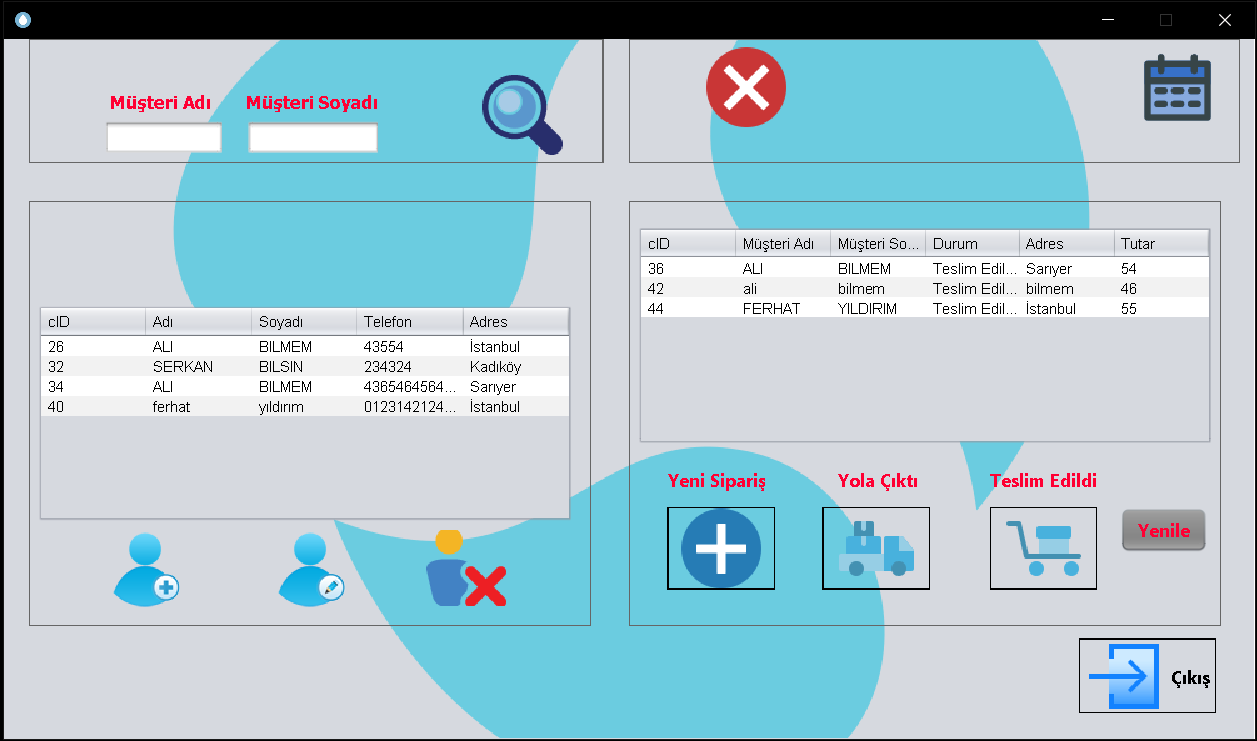 Müşteri Adı Müşteri Soyadı
cID Adı Soyadı Telefon Adres
26 ALI BILMEM 43554 İstanbul
32 SERKAN BILSIN 234324 Kadıköy
34 ALI BILMEM 4365464564... Sarıyer
40 ferhat yıldırım 0123142124... İstanbul
cID Müşteri Adı Müşteri So... Durum Adres Tutar
36 ALI BILMEM Teslim Edil... Sarıyer 54
42 ali bilmem Teslim Edil... bilmem 46
44 FERHAT YILDIRIM Teslim Edil... İstanbul 55
Yeni Sipariş Yola Çıktı Teslim Edildi
Yenile
Çıkış